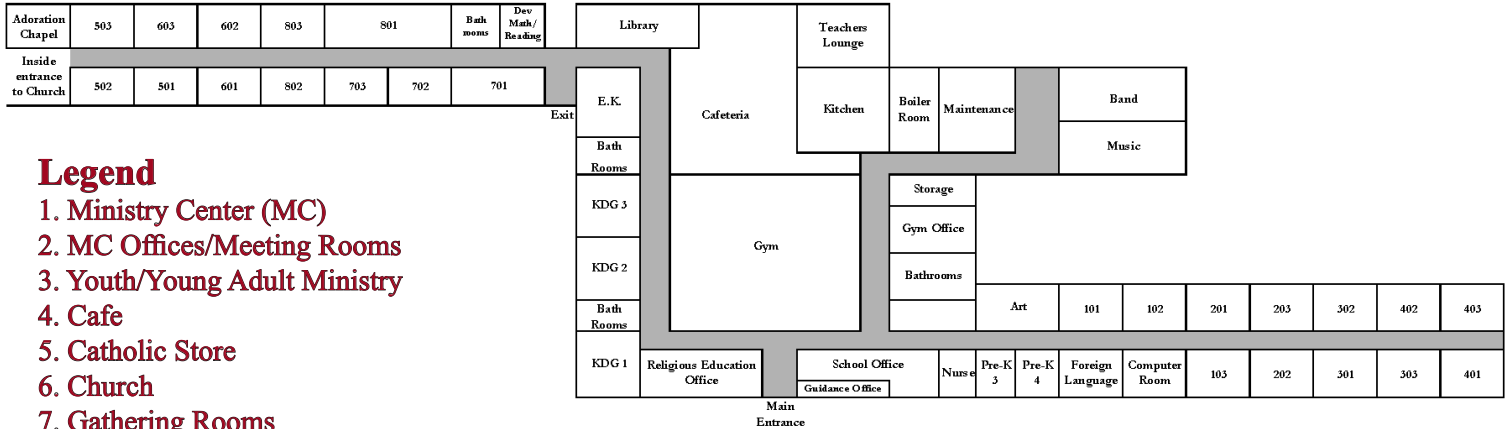 Adoration
Chapel
503
603
602
803
801
Bath
rooms
Dev
Math/
Reading
Library
Teachers
Lounge
Inside
entrance
to Church
502
501
601
802
703
702
701
Exit
E.K.
Cafeteria
Kitchen
Boiler
Room
Maintenance
Band
Music
Bath
Rooms
KDG 3
KDG 2
Bath
Rooms
KDG 1
Gym
Storage
Gym Office
Bathrooms
Art
101
102
201
203
302
402
403
Religious Education
Office
School Office
Guidance Office
Nurse
Pre-K
3
Pre-K
4
Foreign
Language
Computer
Room
103
202
301
303
401
Main
Entrance
Legend
1. Ministry Center (MC)
2. MC Offices/Meeting Rooms
3. Youth/Young Adult Ministry
4. Cafe
5. Catholic Store
6. Church
7. Gathering Rooms